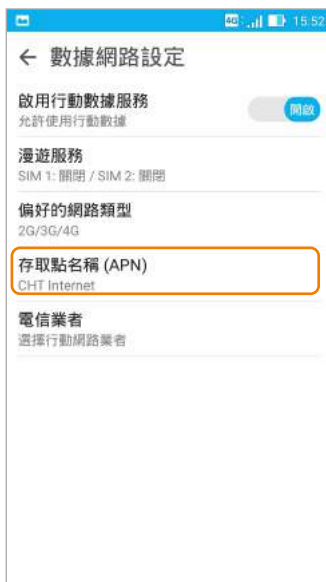 4G 15:52
← 數據網路設定
啟用行動數據服務
允許使用行動數據
開啟
漫遊服務
SIM 1: 關閉 / SIM 2: 關閉
偏好的網路類型
2G/3G/4G
存取點名稱 (APN)
CHT Internet
電信業者
選擇行動網路業者